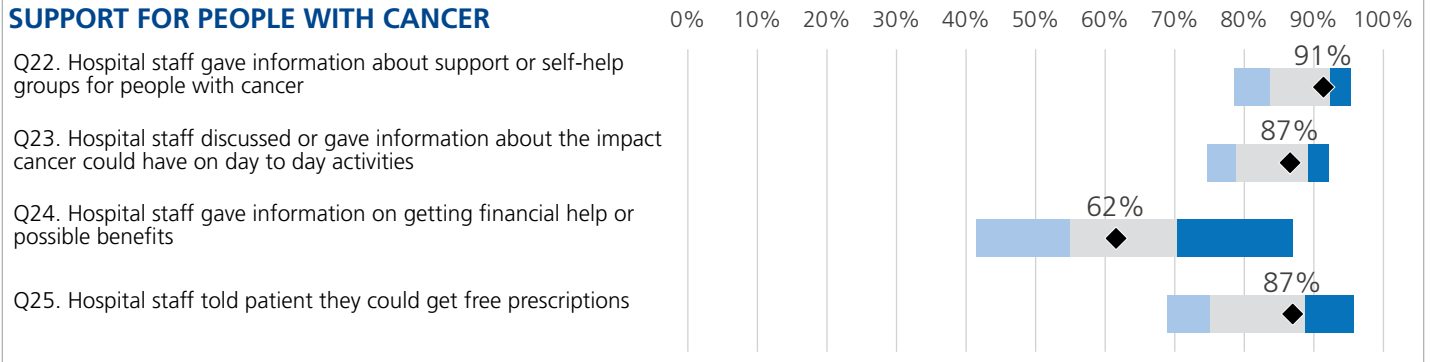 SUPPORT FOR PEOPLE WITH CANCER 0% 10% 20% 30% 40% 50% 60% 70% 80% 90% 100%
Q22. Hospital staff gave information about support or self-help
groups for people with cancer
91%
Q23. Hospital staff discussed or gave information about the impact
cancer could have on day to day activities
87%
Q24. Hospital staff gave information on getting financial help or
possible benefits
62%
Q25. Hospital staff told patient they could get free prescriptions
87%